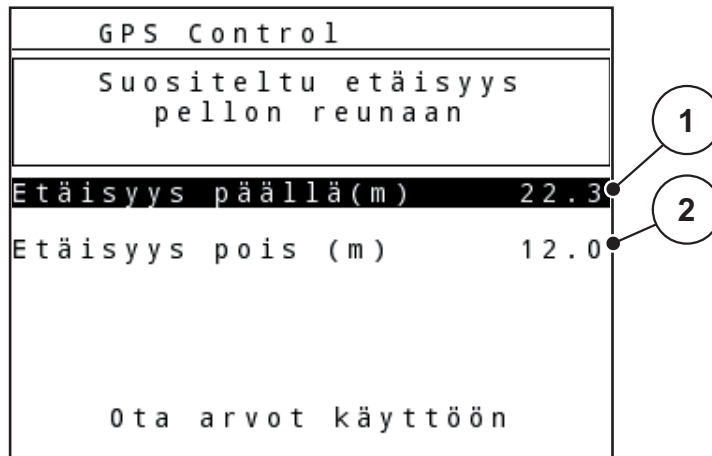 GPS Control
Suositeltu etäisyys
pellon reunaan
Etäisyys päällä(m) 22.3
Etäisyys pois (m) 12.0
Ota arvot käyttöön
1
2